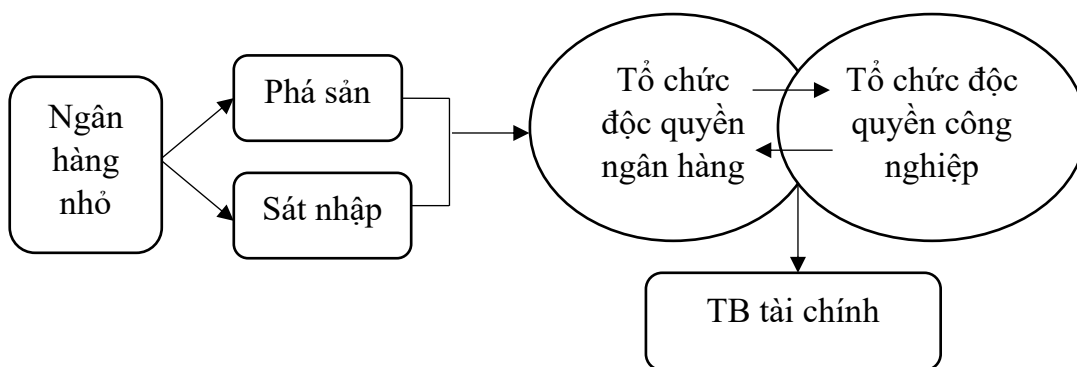 Ngân
hàng
nhỏ
Phá sản
Sát nhập
Tổ chức
độc quyền
ngân hàng
Tổ chức độc
quyền công
nghiệp
TB tài chính